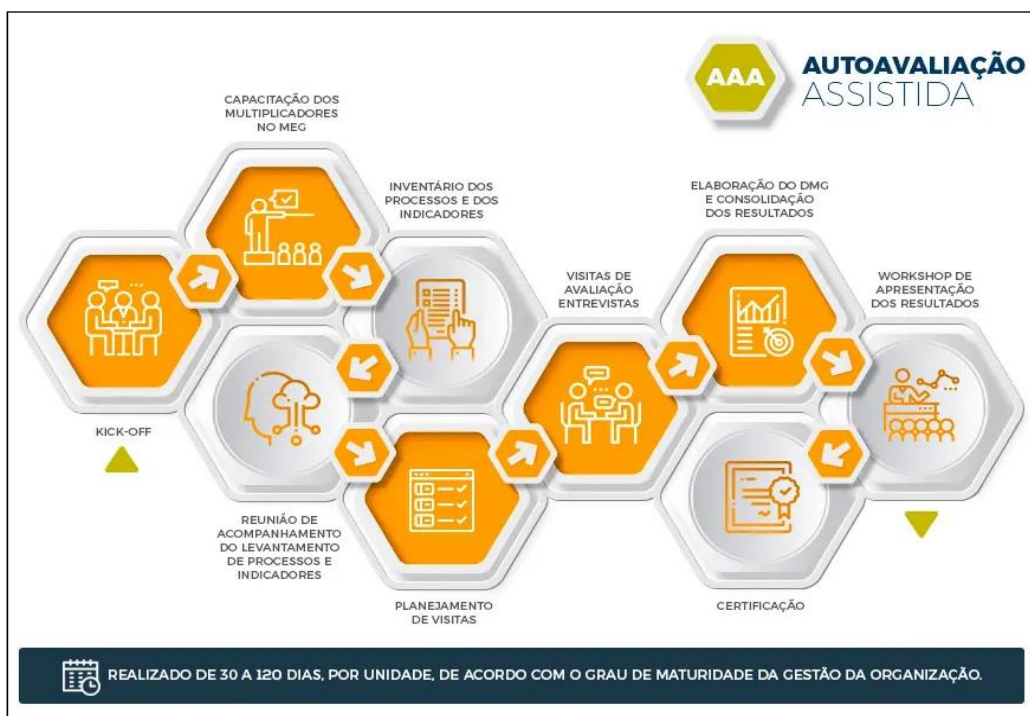 AAA
AUTOAVALIAÇÃO
ASSISTIDA
KICK-OFF
CAPACITAÇÃO DOS
MULTIPLICADORES
NO MEG
INVENTÁRIO DOS
PROCESSOS E DOS
INDICADORES
REUNIÃO DE
ACOMPANHAMENTO
DO LEVANTAMENTO
DE PROCESSOS E
INDICADORES
PLANEJAMENTO
DE VISITAS
VISITAS DE
AVALIAÇÃO
ENTREVISTAS
ELABORAÇÃO DO DMG
E CONSOLIDAÇÃO
DOS RESULTADOS
WORKSHOP DE
APRESENTAÇÃO
DOS RESULTADOS
CERTIFICAÇÃO
REALIZADO DE 30 A 120 DIAS, POR UNIDADE, DE ACORDO COM O GRAU DE MATURIDADE DA GESTÃO DA ORGANIZAÇÃO.